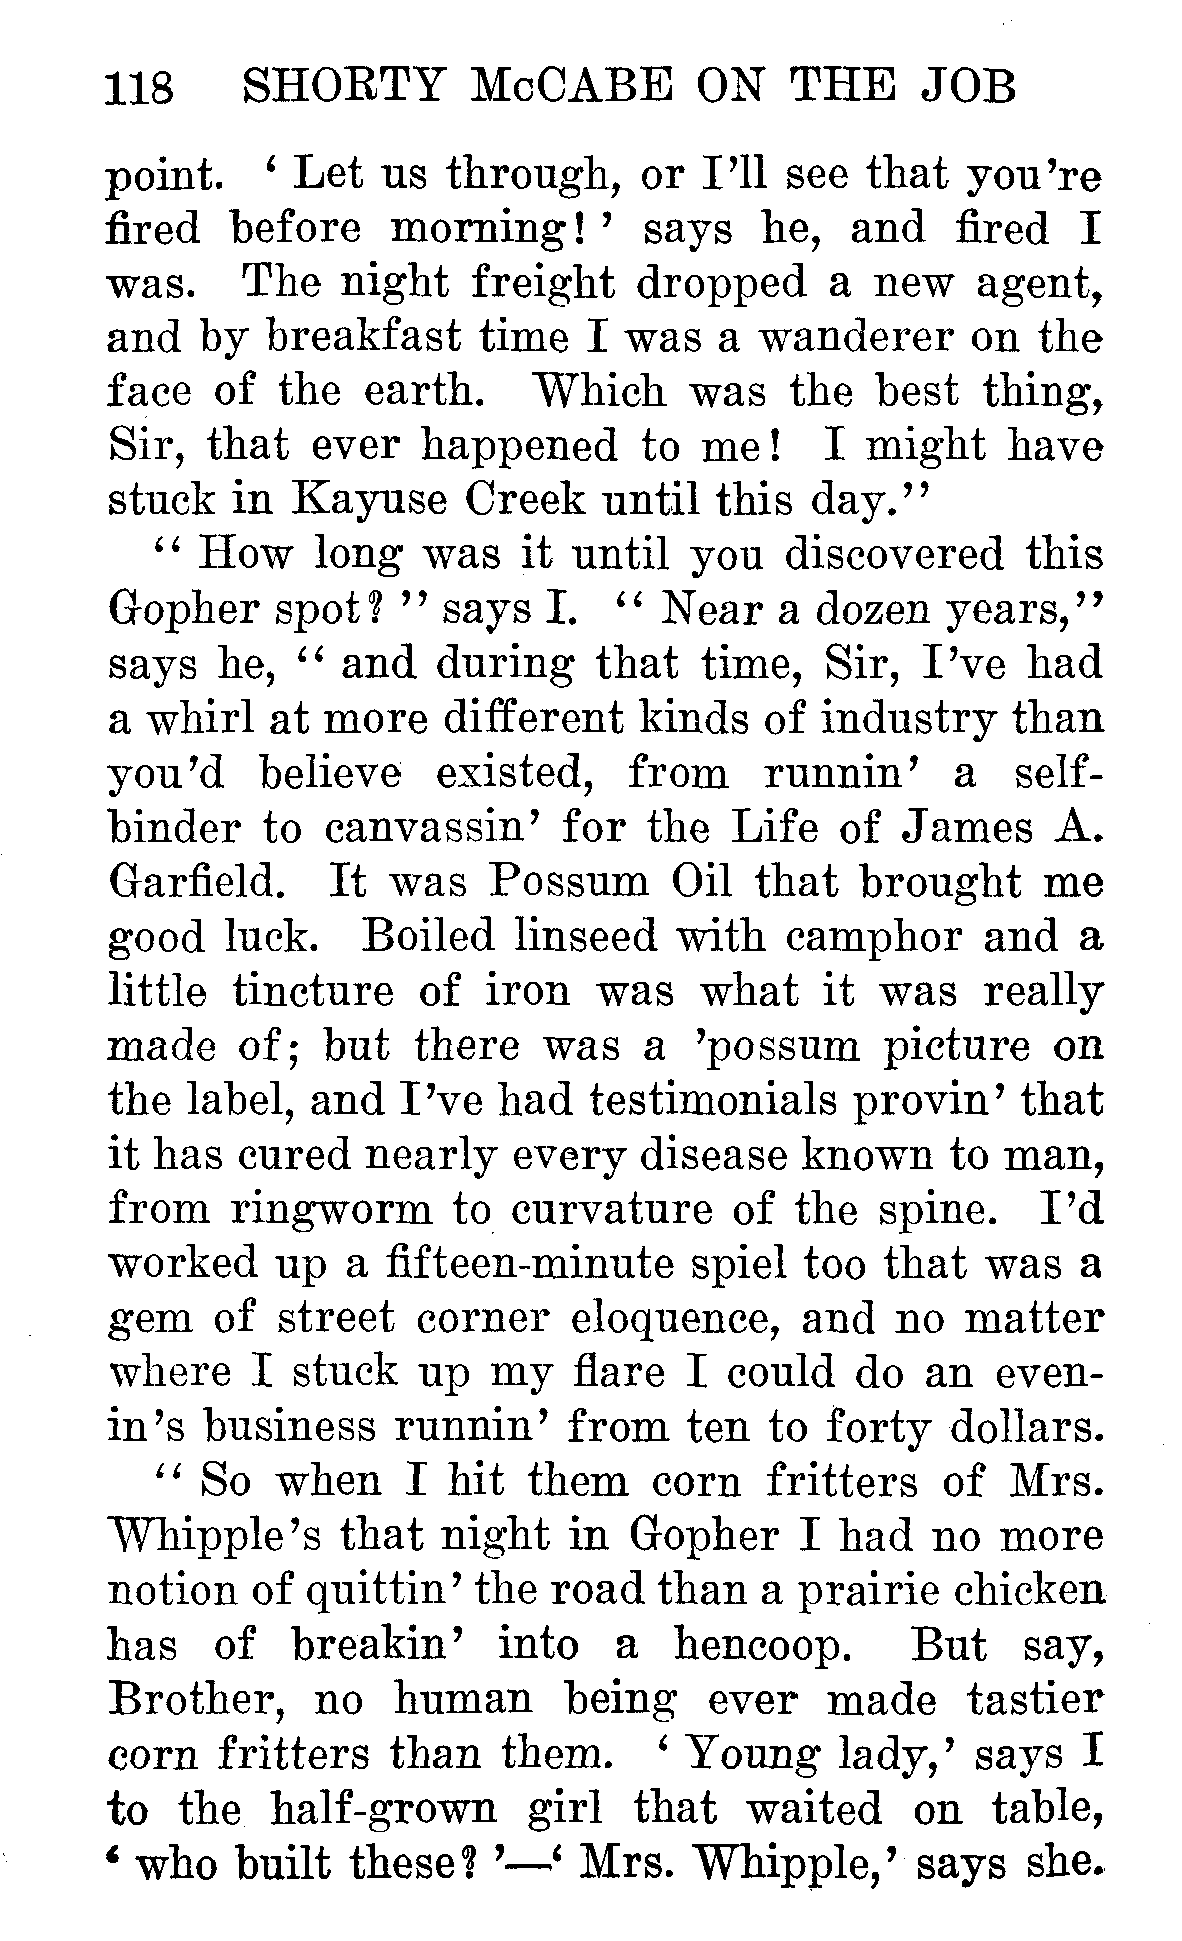 118 SHORTY McCABE ON THE JOB
point. ‘ Let us through, or I’ll see that you’re
fired before morning! ’ says he, and fired I
was. The night freight dropped a new agent,
and by breakfast time I was a wanderer on the
face of the earth. Which was the best thing,
Sir, that ever happened to me! I might have
stuck in Kayuse Creek until this day.”
“ How long was it until you discovered this
Gopher spot? ” says I. “ Near a dozen years,”
says he, “ and during that time, Sir, I’ve had
a whirl at more different kinds of industry than
you’d believe existed, from runnin’ a self-
binder to canvassin’ for the Life of James A.
Garfield. It was Possum Oil that brought me
good luck. Boiled linseed with camphor and a
little tincture of iron was what it was really
made of; but there was a ’possum picture on
the label, and I’ve had testimonials provin’ that
it has cured nearly every disease known to man,
from ringworm to curvature of the spine. I’d
worked up a fifteen-minute spiel too that was a
gem of street corner eloquence, and no matter
where I stuck up my flare I could do an even-
in’s business runnin’ from ten to forty dollars.
“ So when I hit them corn fritters of Mrs.
Whipple’s that night in Gopher I had no more
notion of quittin’ the road than a prairie chicken
has of breakin’ into a hencoop. But say,
Brother, no human being ever made tastier
corn fritters than them. ‘ Young lady,’ says I
to the half-grown girl that waited on table,
‘ who built these? ’—‘ Mrs. Whipple,’ says she.